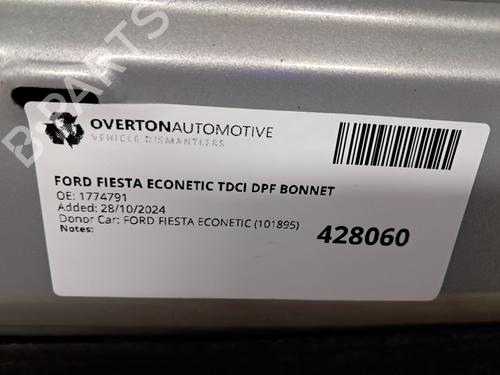 B-PARTS
OVERTONAUTOMOTIVE
VEHICLE DISMANTLERS
FORD FIESTA ECONETIC TDCI DPF BONNET
OE: 1774791
Added: 28/10/2024
Donor Car: FORD FIESTA ECONETIC (101895)
Notes:
428060